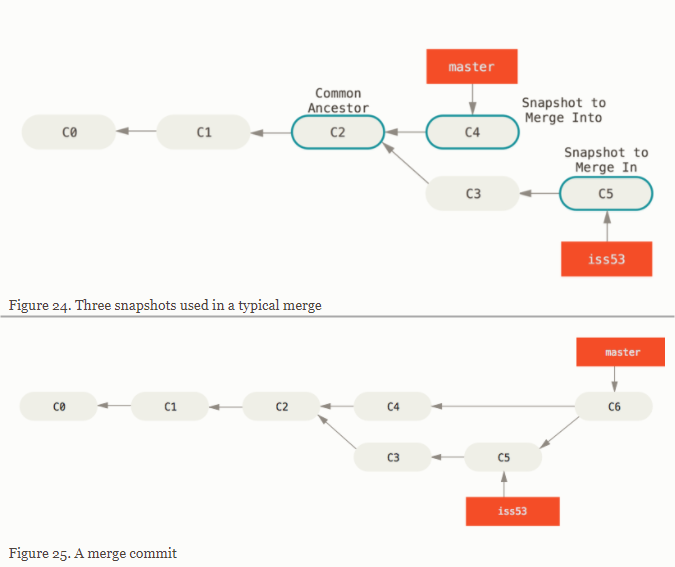 master
Common
Ancestor
Snapshot to
Merge Into
C0
C1
C2
C4
Snapshot to
Merge In
C3
C5
iss53
Figure 24. Three snapshots used in a typical merge
master
C0
C1
C2
C4
C6
C3
C5
iss53
Figure 25. A merge commit